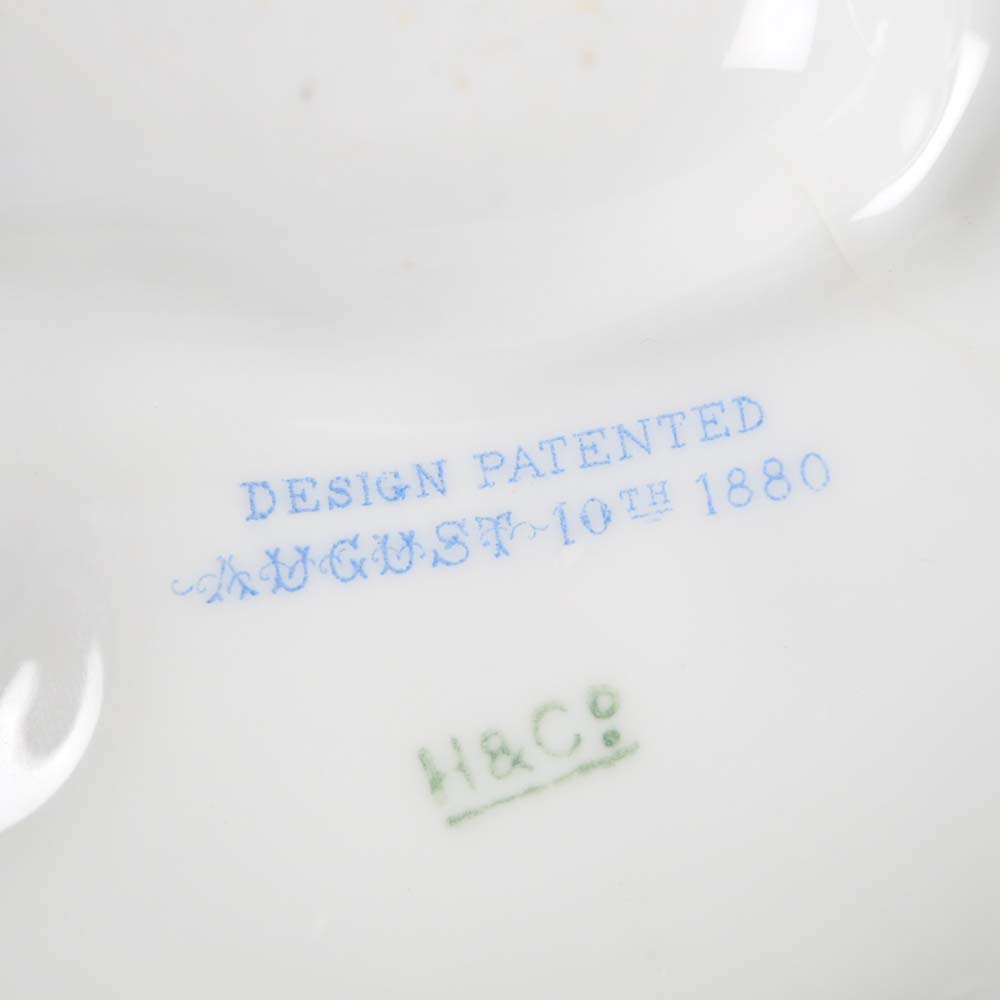 DESIGN PATENTED
AUGUST 10TH 1880
H&Co.